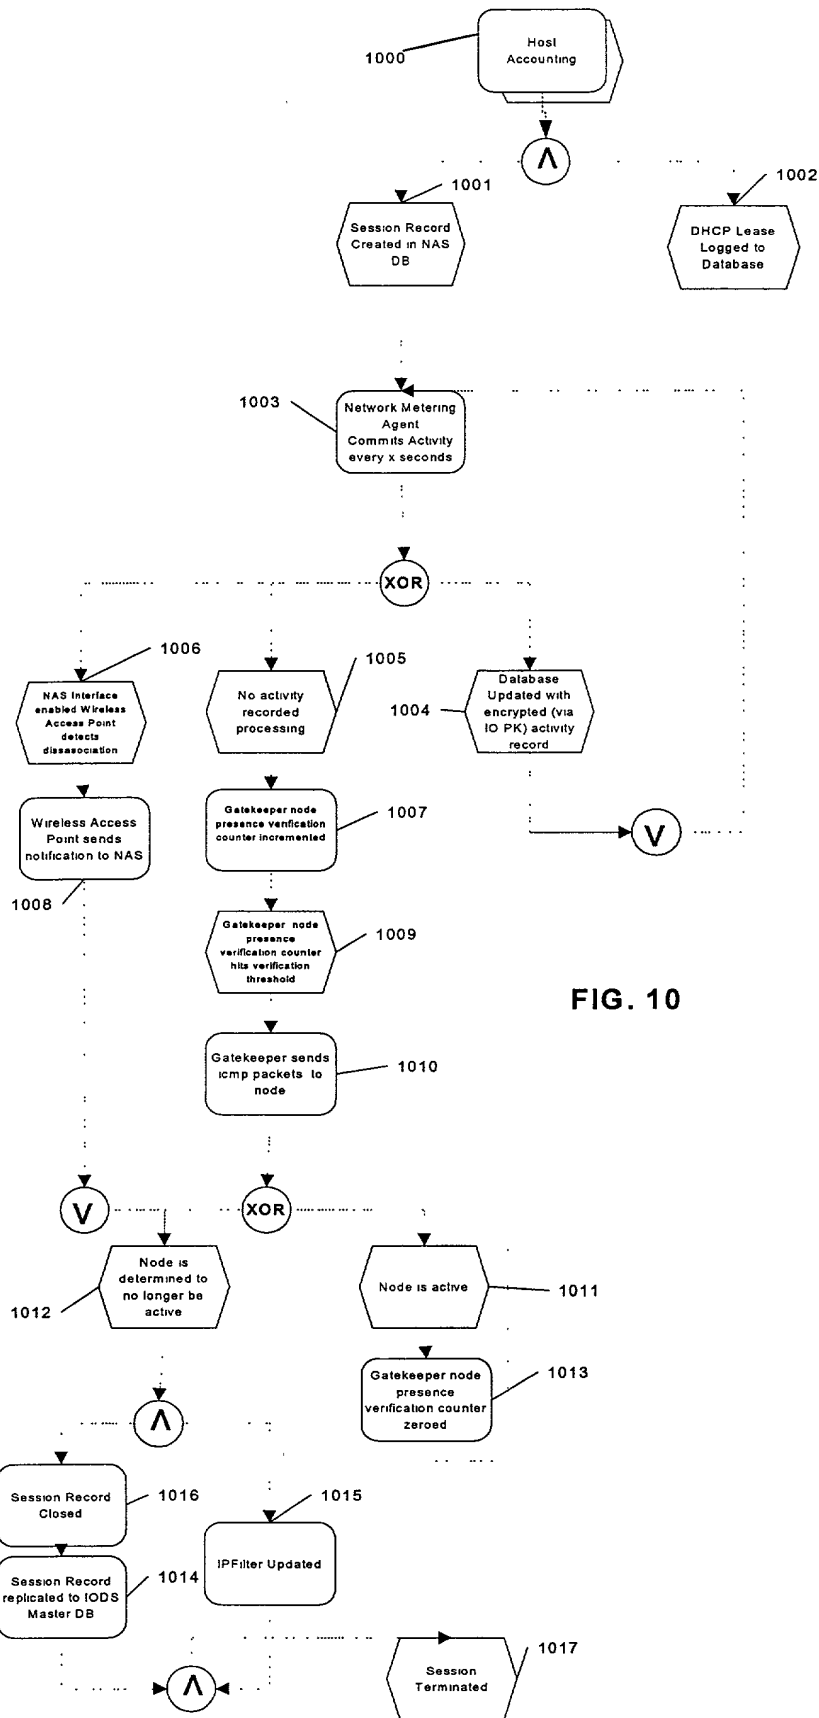 1000
Host
Accounting
Λ
1001
1002
Session Record
Created in NAS
DB
DHCP Lease
Logged to
Database
1003
Network Metering
Agent
Commits Activity
every x seconds
XOR
1006
1005
1004
NAS Interface
enabled Wireless
Access Point
detects
dissasociation
No activity
recorded
processing
Database
Updated with
encrypted (via
IO PK) activity
record
Wireless Access
Point sends
notification to NAS
1008
Gatekeeper node
presence verification
counter incremented
1007
V
Gatekeeper node
presence
verification counter
hits verification
threshold
1009
FIG. 10
Gatekeeper sends
icmp packets to
node
1010
V
XOR
Node is
determined to
no longer be
active
1012
Node is active
1011
Gatekeeper node
presence
verification counter
zeroed
1013
Λ
Session Record
Closed
1016
1015
IPFilter Updated
Session Record
replicated to IODS
Master DB
1014
Λ
Session
Terminated
1017